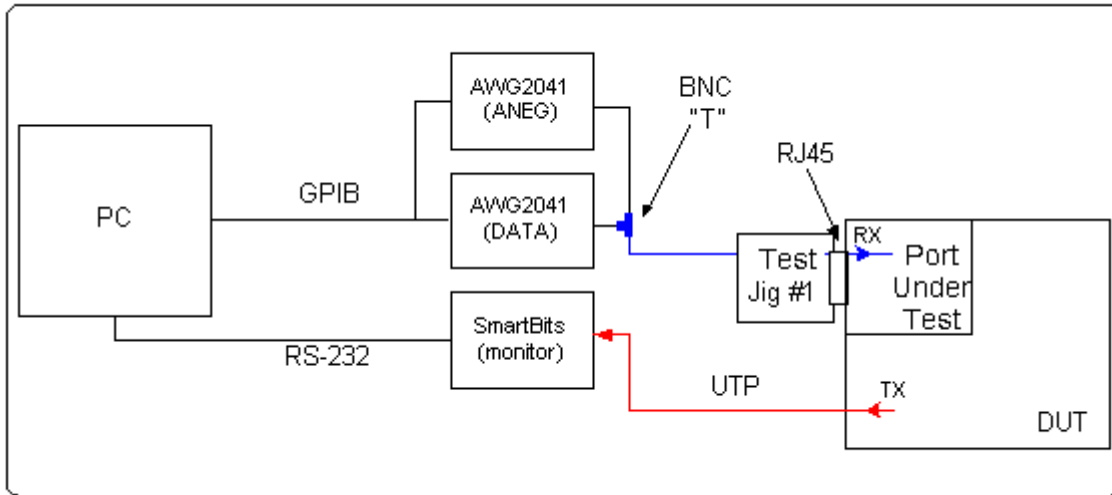 AWG2041
(ANEG)
BNC
"T"
RJ45
PC
GPIB
AWG2041
(DATA)
Test
Jig #1
RX
Port
Under
Test
SmartBits
(monitor)
RS-232
UTP
TX
DUT